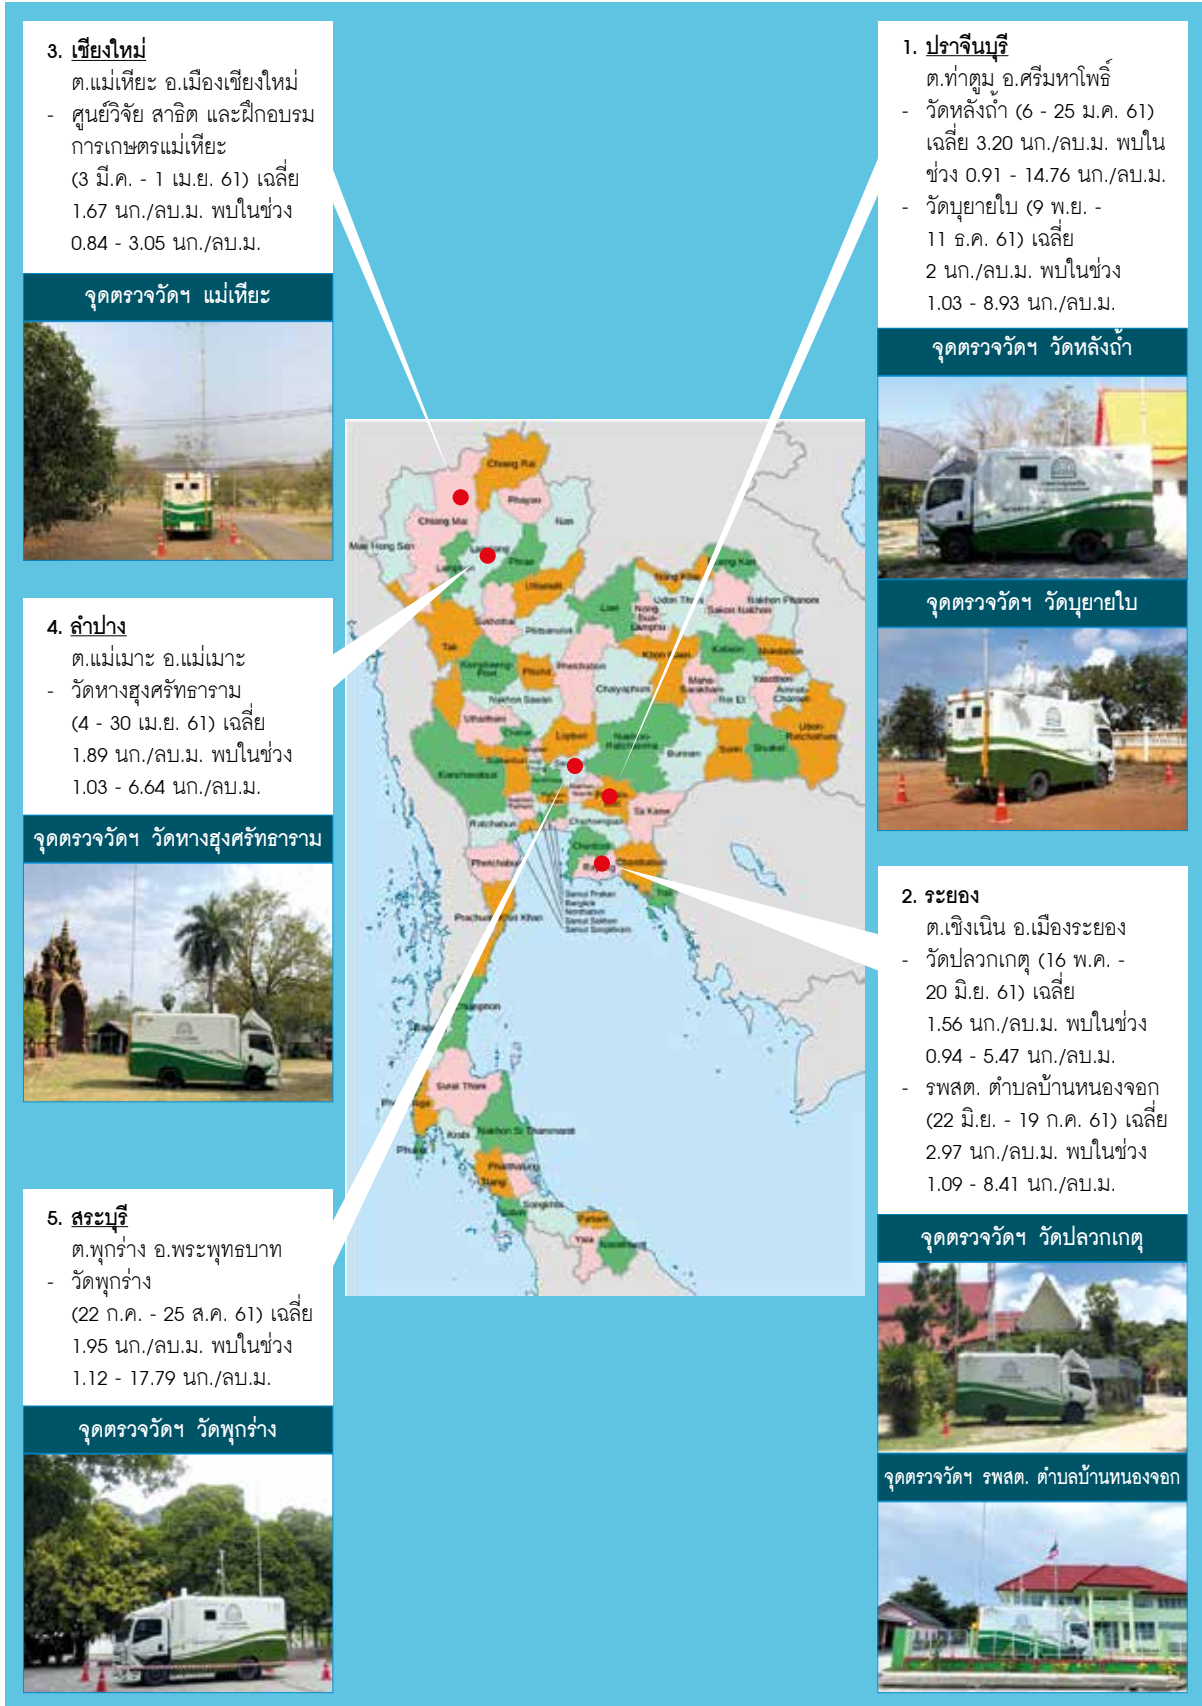 3. เชียงใหม่
ต.แม่เหียะ อ.เมืองเชียงใหม่
- ศูนย์วิจัย สาธิต และฝึกอบรม
การเกษตรแม่เหียะ
(3 มี.ค. - 1 เม.ย. 61) เฉลี่ย
1.67 นก./ลบ.ม. พบในช่วง
0.84 - 3.05 นก./ลบ.ม.
จุดตรวจวัดฯ แม่เหียะ
4. ลำปาง
ต.แม่เมาะ อ.แม่เมาะ
- วัดหางฮุงศรัทธาราม
(4 - 30 เม.ย. 61) เฉลี่ย
1.89 นก./ลบ.ม. พบในช่วง
1.03 - 6.64 นก./ลบ.ม.
จุดตรวจวัดฯ วัดหางฮุงศรัทธาราม
5. สระบุรี
ต.พุกร่าง อ.พระพุทธบาท
- วัดพุกร่าง
(22 ก.ค. - 25 ส.ค. 61) เฉลี่ย
1.95 นก./ลบ.ม. พบในช่วง
1.12 - 17.79 นก./ลบ.ม.
จุดตรวจวัดฯ วัดพุกร่าง
Chiang Rai
Phayao
Nan
Chiang Mai
Mae Hong Son
Phrae
Uttaradit
Loei
Nong Bua Lamphu
Udon Thani
Sakon Nakhon
Nakhon Phanom
Sukhothai
Phitsanulok
Tak
Phichit
Phetchabun
Khon Kaen
Kalasin
Mukdahan
Maha Sarakham
Roi Et
Yasothon
Amnat Charoen
Chaiyaphum
Nakhon Sawan
Uthaithani
Lopburi
Nakhon Ratchasima
Buriram
Surin
Sisaket
Ubon Ratchathani
Kanchanaburi
Ratchaburi
Chachoengsao
Sa Kaew
Chonburi
Chanthaburi
Trat
Phetchaburi
Samut Prakan
Bangkok
Nonthaburi
Samut Sakhon
Samut Songkhram
Surat Thani
Krabi
Nakhon Si Thammarat
Phatthalung
Trang
Satun
Songkhla
Pattani
Yala
Narathiwat
1. ปราจีนบุรี
ต.ท่าตูม อ.ศรีมหาโพธิ์
- วัดหลังถ้ำ (6 - 25 ม.ค. 61)
เฉลี่ย 3.20 นก./ลบ.ม. พบใน
ช่วง 0.91 - 14.76 นก./ลบ.ม.
- วัดบุยายใบ (9 พ.ย. -
11 ธ.ค. 61) เฉลี่ย
2 นก./ลบ.ม. พบในช่วง
1.03 - 8.93 นก./ลบ.ม.
จุดตรวจวัดฯ วัดหลังถ้ำ
จุดตรวจวัดฯ วัดบุยายใบ
2. ระยอง
ต.เชิงเนิน อ.เมืองระยอง
- วัดปลวกเกตุ (16 พ.ค. -
20 มิ.ย. 61) เฉลี่ย
1.56 นก./ลบ.ม. พบในช่วง
0.94 - 5.47 นก./ลบ.ม.
- รพสต. ตำบลบ้านหนองจอก
(22 มิ.ย. - 19 ก.ค. 61) เฉลี่ย
2.97 นก./ลบ.ม. พบในช่วง
1.09 - 8.41 นก./ลบ.ม.
จุดตรวจวัดฯ วัดปลวกเกตุ
จุดตรวจวัดฯ รพสต. ตำบลบ้านหนองจอก